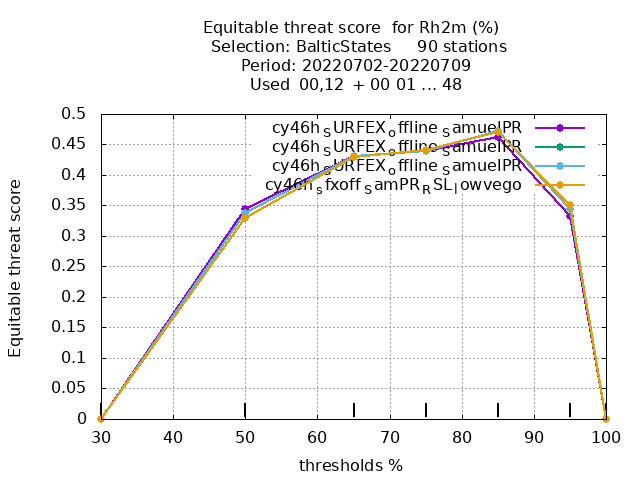 Equitable threat score  for Rh2m (%)
Selection: BalticStates     90 stations
Period: 20220702-20220709
Used  00,12  + 00 01 ... 48
cy46h_SURFEX_offline_SamuelPR
cy46h_SURFEX_offline_SamuelPR
cy46h_SURFEX_offline_SamuelPR
cy46h_sfxoff_SamPR_RSL_lowvego
0.5
0.45
0.4
0.35
0.3
0.25
0.2
0.15
0.1
0.05
0
Equitable threat score
30 40 50 60 70 80 90 100
thresholds %